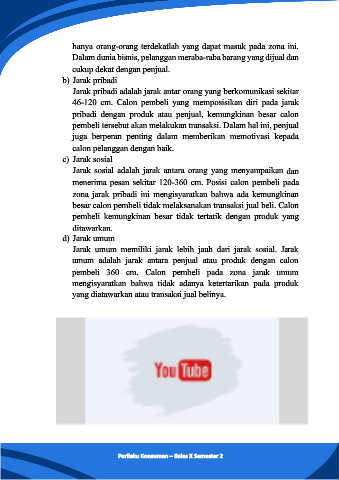 hanya orang-orang terdekatlah yang dapat masuk pada zona ini.
Dalam dunia bisnis, pelanggan meraba-raba barang yang dijual dan
cukup dekat dengan penjual.
b) Jarak pribadi
Jarak pribadi adalah jarak antar orang yang berkomunikasi sekitar
46-120 cm. Calon pembeli yang memposisikan diri pada jarak
pribadi dengan produk atau penjual, kemungkinan besar calon
pembeli tersebut akan melakukan transaksi. Dalam hal ini, penjual
juga berperan penting dalam memberikan memotivasi kepada
calon pelanggan dengan baik.
c) Jarak sosial
Jarak sosial adalah jarak antara orang yang menyampaikan dan
menerima pesan sekitar 120-360 cm. Posisi calon pembeli pada
zona jarak pribadi ini mengisyaratkan bahwa ada kemungkinan
besar calon pembeli tidak melaksanakan transaksi jual beli. Calon
pembeli kemungkinan besar tidak tertarik dengan produk yang
ditawarkan.
d) Jarak umum
Jarak umum memiliki jarak lebih jauh dari jarak sosial. Jarak
umum adalah jarak antara penjual atau produk dengan calon
pembeli 360 cm. Calon pembeli pada zona jarak umum
mengisyaratkan bahwa tidak adanya ketertarikan pada produk
yang diatawarkan atau transaksi jual belinya.
YouTube
Perilaku Konsumen – Kelas X Semester 2